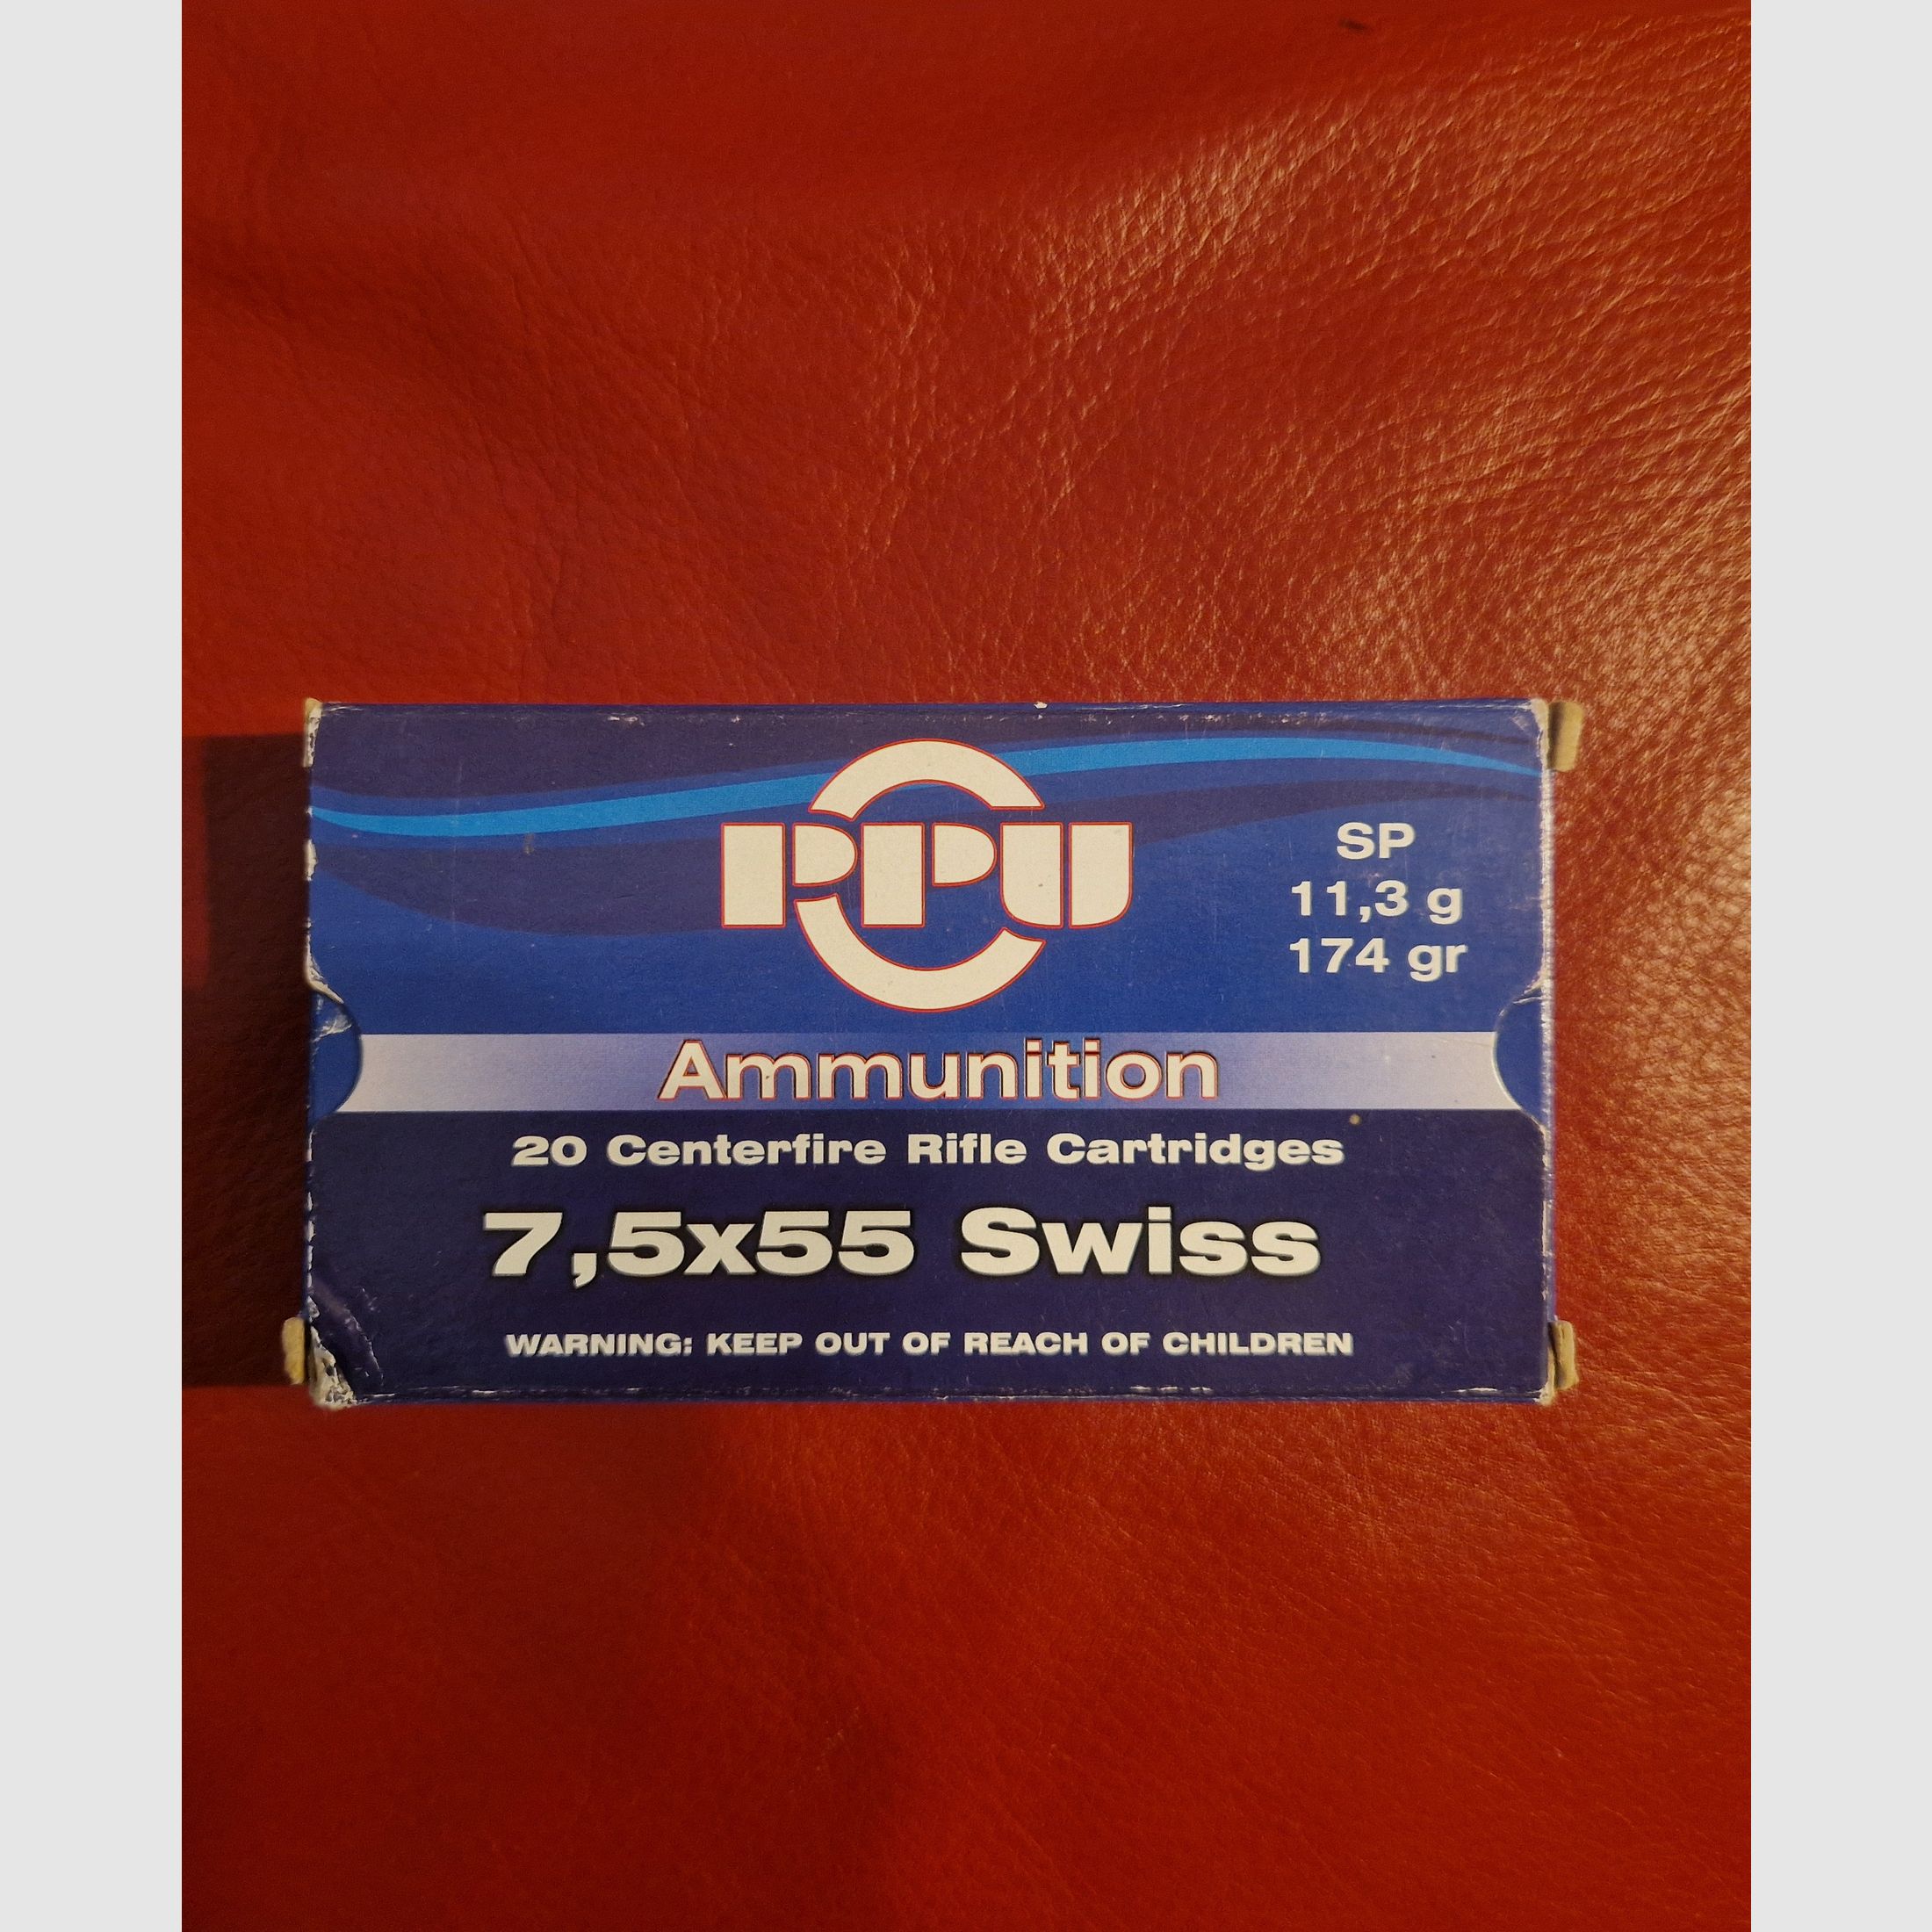 PPU
SP
11,3 g
174 gr
Ammunition
20 Centerfire Rifle Cartridges
7,5x55 Swiss
WARNING: KEEP OUT OF REACH OF CHILDREN